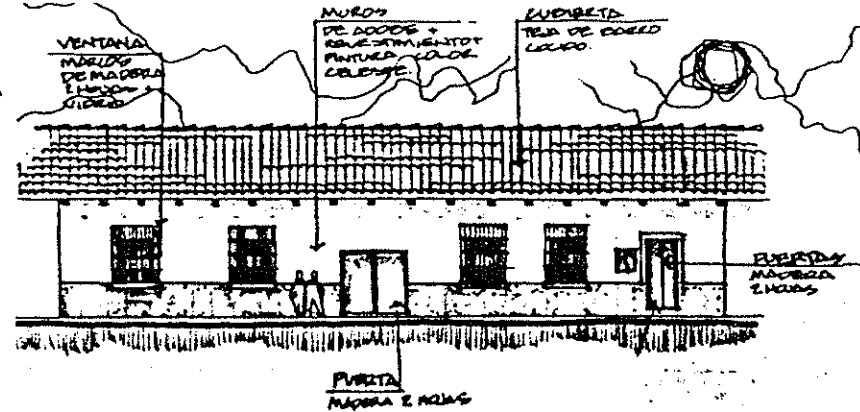 VENTANA
MARCOS
DE MADERA
2 HOJAS +
VIDRIO
MUROS
DE ADOBE +
REVESTIMIENTO +
PINTURA COLOR
CELESTE.
CUBIERTA
TEJA DE BARRO
COCIDO.
PUERTAS
MADERA
2 HOJAS
PUERTA
MADERA 2 HOJAS